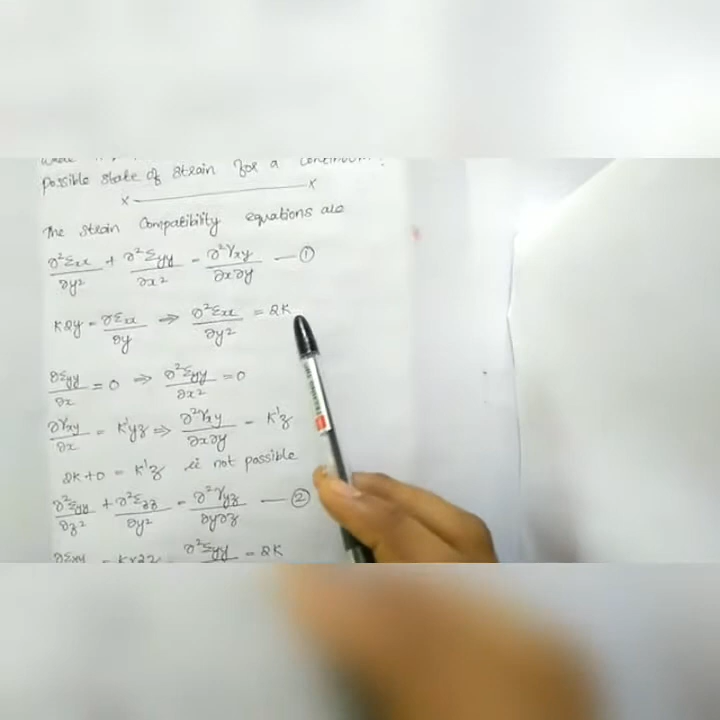 possible state of strain for a continuum?
x ———— x
The strain Compatibility equations are
∂²εxx/∂y² + ∂²εyy/∂x² = ∂²γxy/∂x∂y — ①
K2y = ∂εxx/∂y ⇒ ∂²εxx/∂y² = 2K
∂εyy/∂x = 0 ⇒ ∂²εyy/∂x² = 0
∂γxy/∂x = K'yz ⇒ ∂²γxy/∂x∂y = K'z
2K+0 = K'z is not possible
∂²εyy/∂z² + ∂²εzz/∂y² = ∂²γyz/∂y∂z — ②
∂²εyy = 2K